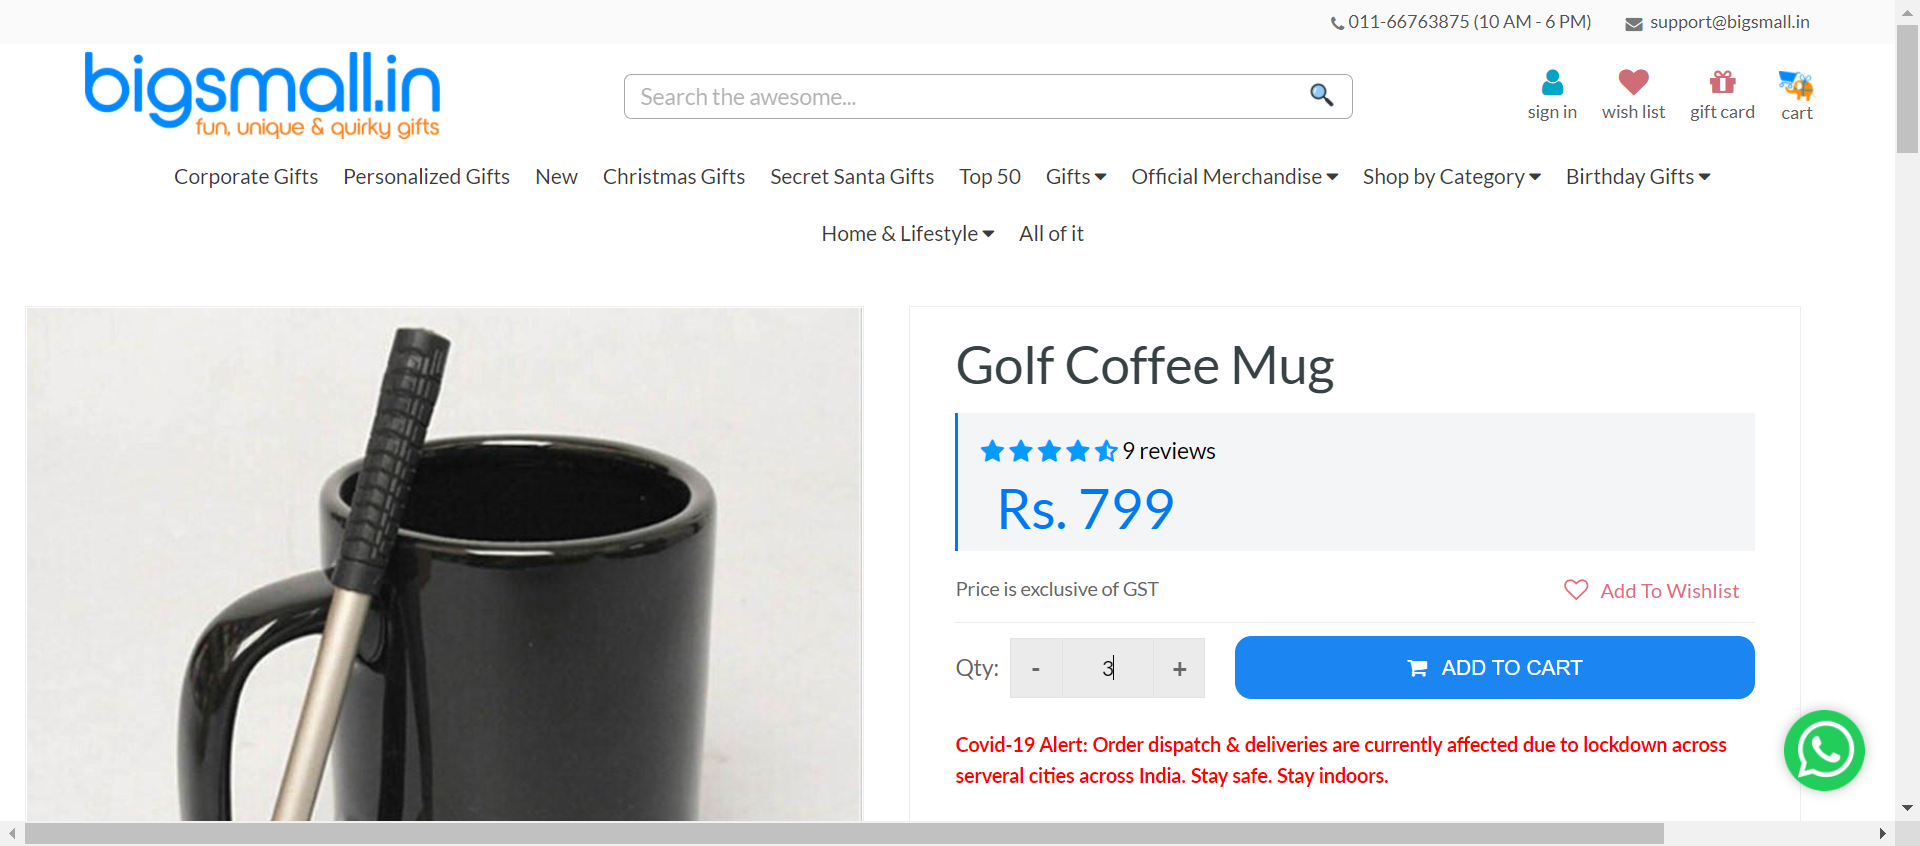 011-66763875 (10 AM - 6 PM) support@bigsmall.in
bigsmall.in
fun, unique & quirky gifts
Search the awesome...
sign in wish list gift card cart
Corporate Gifts Personalized Gifts New Christmas Gifts Secret Santa Gifts Top 50 Gifts Official Merchandise Shop by Category Birthday Gifts
Home & Lifestyle All of it
Golf Coffee Mug
9 reviews
Rs. 799
Price is exclusive of GST Add To Wishlist
Qty: - 3 + ADD TO CART
Covid-19 Alert: Order dispatch & deliveries are currently affected due to lockdown across
serveral cities across India. Stay safe. Stay indoors.